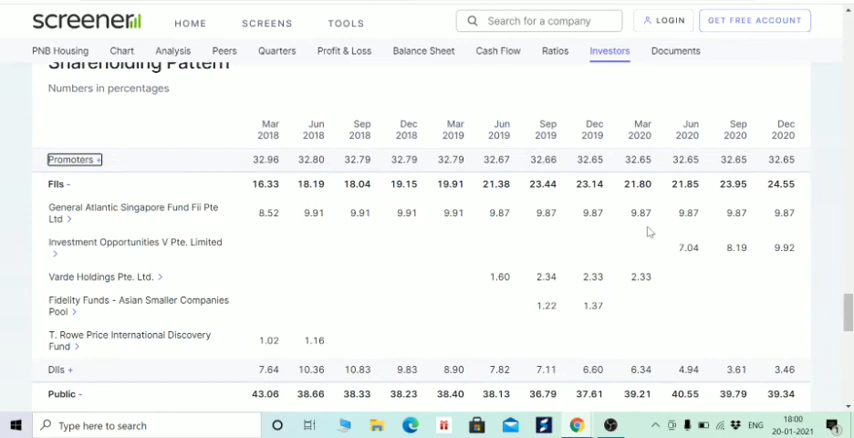 screener
HOME SCREENS TOOLS
Search for a company
LOGIN
GET FREE ACCOUNT
PNB Housing Chart Analysis Peers Quarters Profit & Loss Balance Sheet Cash Flow Ratios Investors Documents
Shareholding Pattern
Numbers in percentages
Mar 2018 Jun 2018 Sep 2018 Dec 2018 Mar 2019 Jun 2019 Sep 2019 Dec 2019 Mar 2020 Jun 2020 Sep 2020 Dec 2020
Promoters + 32.96 32.80 32.79 32.79 32.79 32.67 32.66 32.65 32.65 32.65 32.65 32.65
FIIs - 16.33 18.19 18.04 19.15 19.91 21.38 23.44 23.14 21.80 21.85 23.95 24.55
General Atlantic Singapore Fund Fii Pte
Ltd > 8.52 9.91 9.91 9.91 9.91 9.87 9.87 9.87 9.87 9.87 9.87 9.87
Investment Opportunities V Pte. Limited
> 7.04 8.19 9.92
Varde Holdings Pte. Ltd. > 1.60 2.34 2.33 2.33
Fidelity Funds - Asian Smaller Companies
Pool > 1.22 1.37
T. Rowe Price International Discovery
Fund > 1.02 1.16
DIIs + 7.64 10.36 10.83 9.83 8.90 7.82 7.11 6.60 6.34 4.94 3.61 3.46
Public - 43.06 38.66 38.33 38.23 38.40 38.13 36.79 37.61 39.21 40.55 39.79 39.34
Type here to search
ENG
18:00
20-01-2021